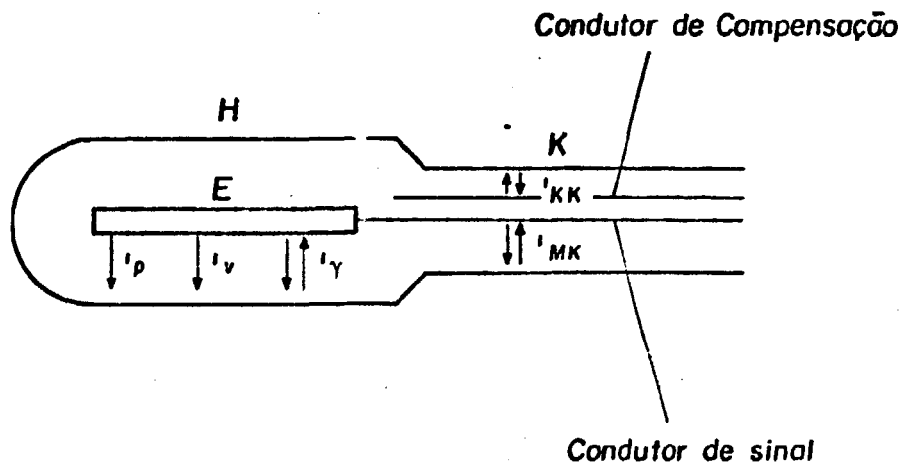 Condutor de Compensação
H
K
E
I KK
I p
I v
I γ
I MK
Condutor de sinal